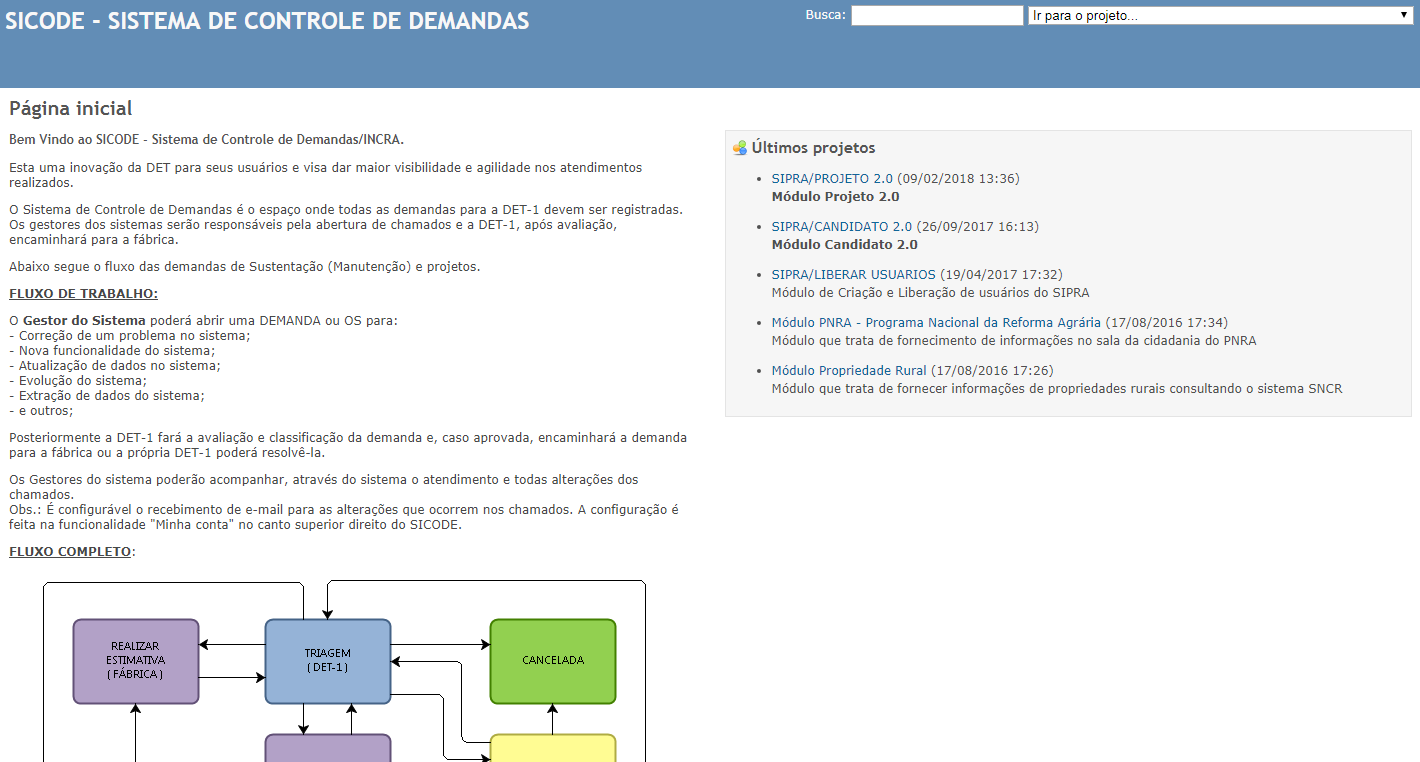 SICODE - SISTEMA DE CONTROLE DE DEMANDAS
Busca:
Ir para o projeto...
Página inicial
Bem Vindo ao SICODE - Sistema de Controle de Demandas/INCRA.
Esta uma inovação da DET para seus usuários e visa dar maior visibilidade e agilidade nos atendimentos
realizados.
O Sistema de Controle de Demandas é o espaço onde todas as demandas para a DET-1 devem ser registradas.
Os gestores dos sistemas serão responsáveis pela abertura de chamados e a DET-1, após avaliação,
encaminhará para a fábrica.
Abaixo segue o fluxo das demandas de Sustentação (Manutenção) e projetos.
FLUXO DE TRABALHO:
O Gestor do Sistema poderá abrir uma DEMANDA ou OS para:
- Correção de um problema no sistema;
- Nova funcionalidade do sistema;
- Atualização de dados no sistema;
- Evolução do sistema;
- Extração de dados do sistema;
- e outros;
Posteriormente a DET-1 fará a avaliação e classificação da demanda e, caso aprovada, encaminhará a demanda
para a fábrica ou a própria DET-1 poderá resolvê-la.
Os Gestores do sistema poderão acompanhar, através do sistema o atendimento e todas alterações dos
chamados.
Obs.: É configurável o recebimento de e-mail para as alterações que ocorrem nos chamados. A configuração é
feita na funcionalidade "Minha conta" no canto superior direito do SICODE.
FLUXO COMPLETO:
REALIZAR
ESTIMATIVA
( FÁBRICA )
TRIAGEM
( DET-1 )
CANCELADA
Últimos projetos
SIPRA/PROJETO 2.0 (09/02/2018 13:36)
Módulo Projeto 2.0
SIPRA/CANDIDATO 2.0 (26/09/2017 16:13)
Módulo Candidato 2.0
SIPRA/LIBERAR USUARIOS (19/04/2017 17:32)
Módulo de Criação e Liberação de usuários do SIPRA
Módulo PNRA - Programa Nacional da Reforma Agrária (17/08/2016 17:34)
Módulo que trata de fornecimento de informações no sala da cidadania do PNRA
Módulo Propriedade Rural (17/08/2016 17:26)
Módulo que trata de fornecer informações de propriedades rurais consultando o sistema SNCR